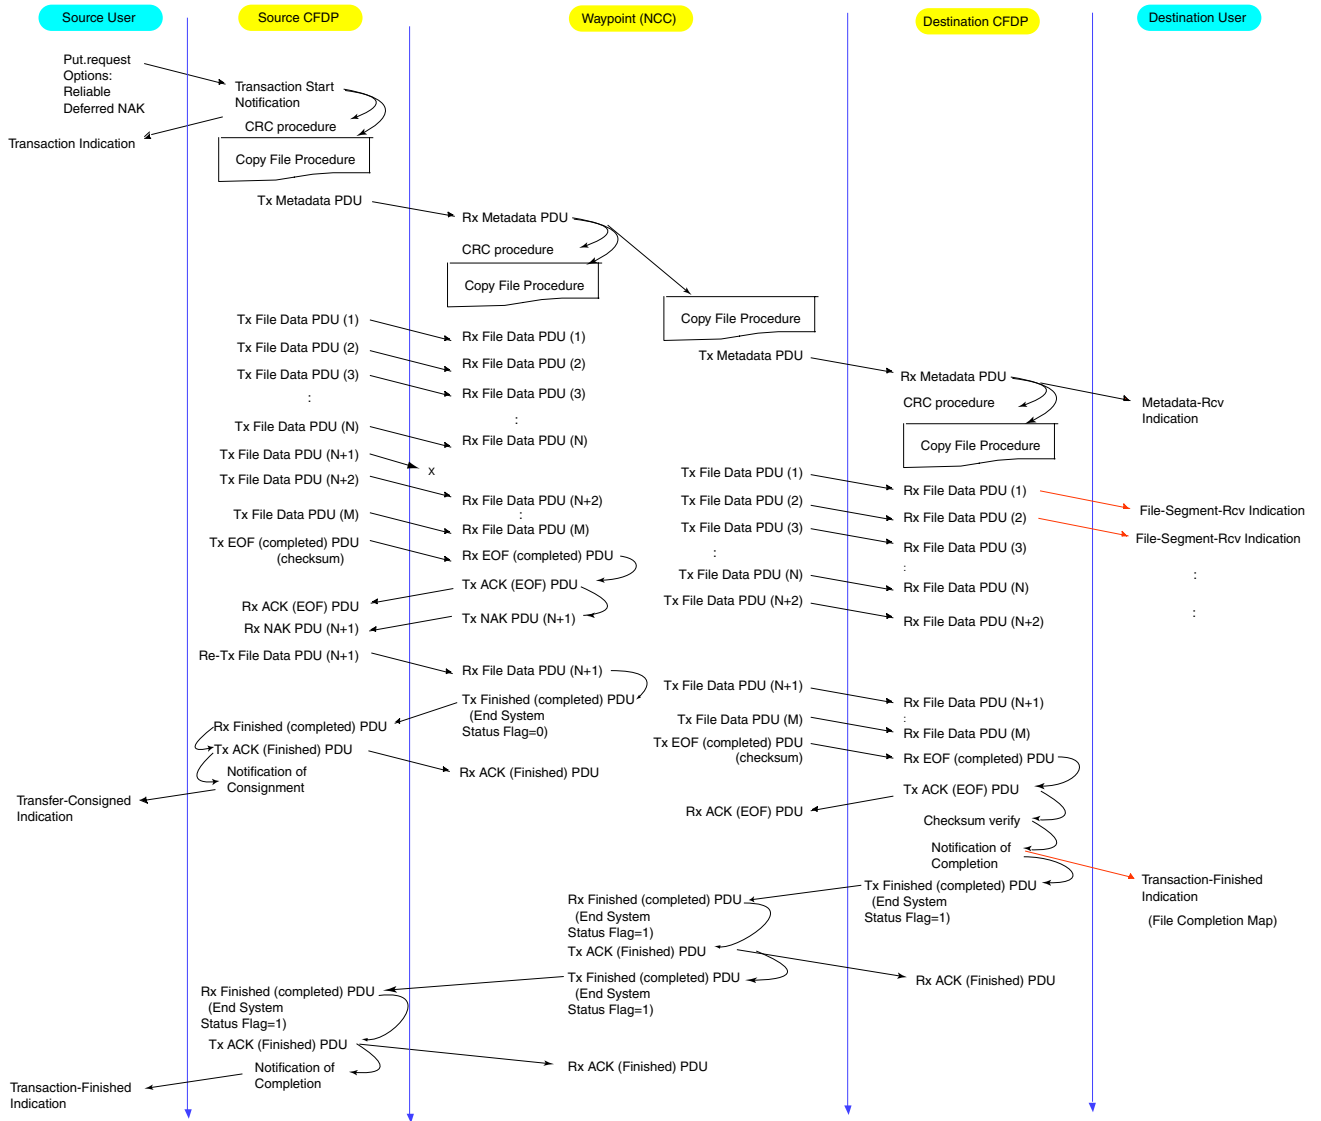 Source User
Source CFDP
Waypoint (NCC)
Destination CFDP
Destination User
Put.request
Options:
Reliable
Deferred NAK
Transaction Start
Notification
CRC procedure
Transaction Indication
Copy File Procedure
Tx Metadata PDU
Rx Metadata PDU
CRC procedure
Copy File Procedure
Copy File Procedure
Tx File Data PDU (1)
Rx File Data PDU (1)
Tx File Data PDU (2)
Rx File Data PDU (2)
Tx Metadata PDU
Rx Metadata PDU
Tx File Data PDU (3)
Rx File Data PDU (3)
:
:
CRC procedure
Metadata-Rcv
Indication
Tx File Data PDU (N)
Rx File Data PDU (N)
Copy File Procedure
Tx File Data PDU (N+1)
x
Tx File Data PDU (N+2)
Rx File Data PDU (N+2)
:
Tx File Data PDU (1)
Rx File Data PDU (1)
File-Segment-Rcv Indication
Tx File Data PDU (M)
Rx File Data PDU (M)
Tx File Data PDU (2)
Rx File Data PDU (2)
File-Segment-Rcv Indication
Tx EOF (completed) PDU
(checksum)
Rx EOF (completed) PDU
Tx File Data PDU (3)
Rx File Data PDU (3)
:
:
:
Tx ACK (EOF) PDU
Rx ACK (EOF) PDU
Tx File Data PDU (N)
Rx File Data PDU (N)
Tx NAK PDU (N+1)
Rx NAK PDU (N+1)
Tx File Data PDU (N+2)
Rx File Data PDU (N+2)
:
Re-Tx File Data PDU (N+1)
Rx File Data PDU (N+1)
Tx File Data PDU (N+1)
Rx File Data PDU (N+1)
:
Tx Finished (completed) PDU
(End System
Status Flag=0)
Rx Finished (completed) PDU
Tx File Data PDU (M)
Rx File Data PDU (M)
Tx ACK (Finished) PDU
Rx ACK (Finished) PDU
Tx EOF (completed) PDU
(checksum)
Rx EOF (completed) PDU
Notification of
Consignment
Transfer-Consigned
Indication
Tx ACK (EOF) PDU
Rx ACK (EOF) PDU
Checksum verify
Notification of
Completion
Transaction-Finished
Indication
(File Completion Map)
Tx Finished (completed) PDU
(End System
Status Flag=1)
Rx Finished (completed) PDU
(End System
Status Flag=1)
Tx ACK (Finished) PDU
Rx ACK (Finished) PDU
Tx Finished (completed) PDU
(End System
Status Flag=1)
Rx Finished (completed) PDU
(End System
Status Flag=1)
Tx ACK (Finished) PDU
Rx ACK (Finished) PDU
Notification of
Completion
Transaction-Finished
Indication